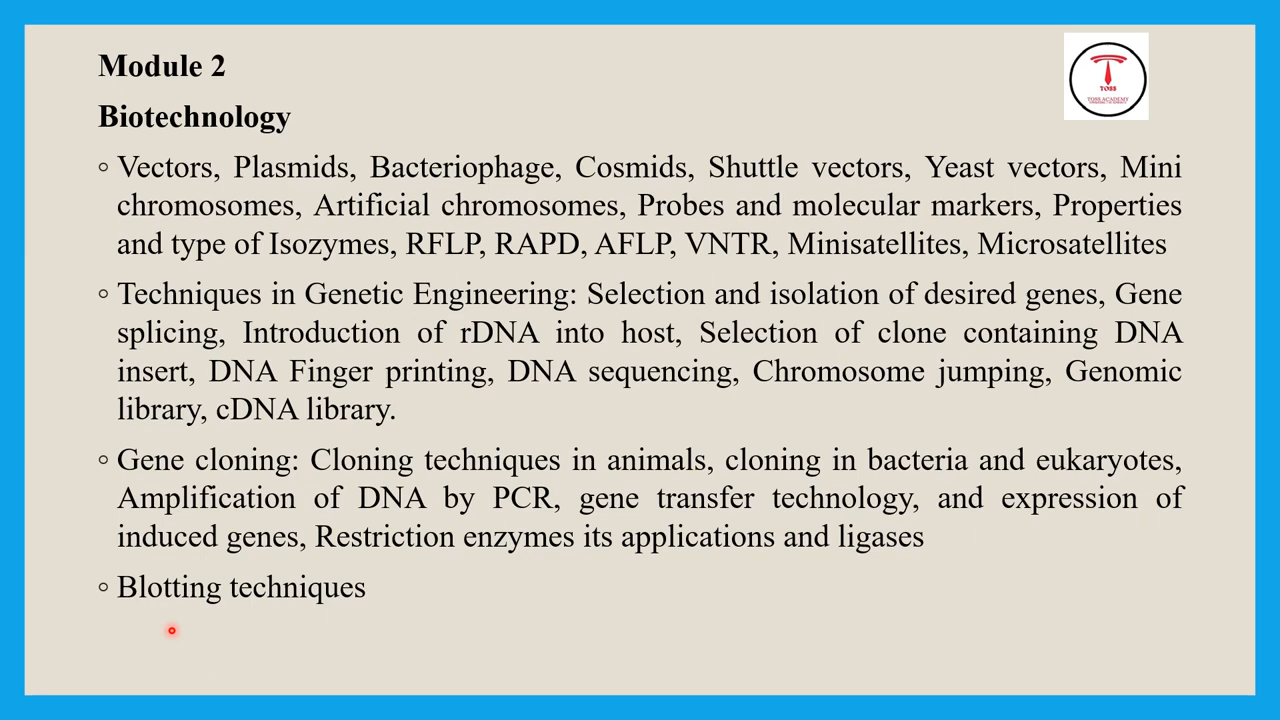 Module 2
TOSS
TOSS ACADEMY
Biotechnology
◦ Vectors, Plasmids, Bacteriophage, Cosmids, Shuttle vectors, Yeast vectors, Mini
chromosomes, Artificial chromosomes, Probes and molecular markers, Properties
and type of Isozymes, RFLP, RAPD, AFLP, VNTR, Minisatellites, Microsatellites
◦ Techniques in Genetic Engineering: Selection and isolation of desired genes, Gene
splicing, Introduction of rDNA into host, Selection of clone containing DNA
insert, DNA Finger printing, DNA sequencing, Chromosome jumping, Genomic
library, cDNA library.
◦ Gene cloning: Cloning techniques in animals, cloning in bacteria and eukaryotes,
Amplification of DNA by PCR, gene transfer technology, and expression of
induced genes, Restriction enzymes its applications and ligases
◦ Blotting techniques